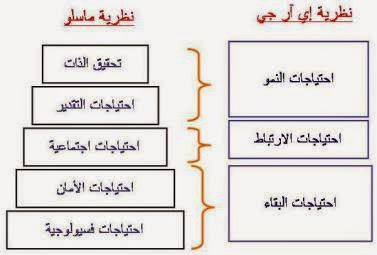 نظرية إي آر جي
نظرية ماسلو
احتياجات النمو
تحقيق الذات
احتياجات التقدير
احتياجات الارتباط
احتياجات اجتماعية
احتياجات البقاء
احتياجات الأمان
احتياجات فسيولوجية